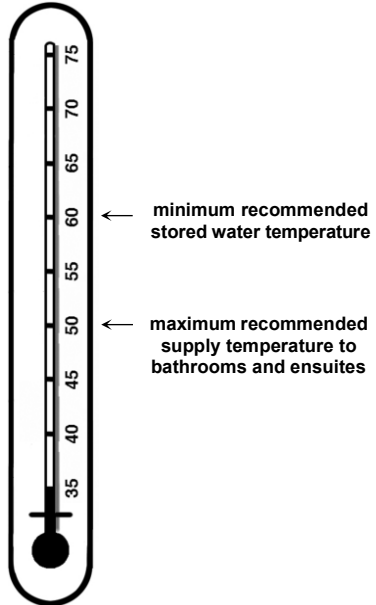 75
70
65
60
← minimum recommended
stored water temperature
55
50
← maximum recommended
supply temperature to
bathrooms and ensuites
45
40
35